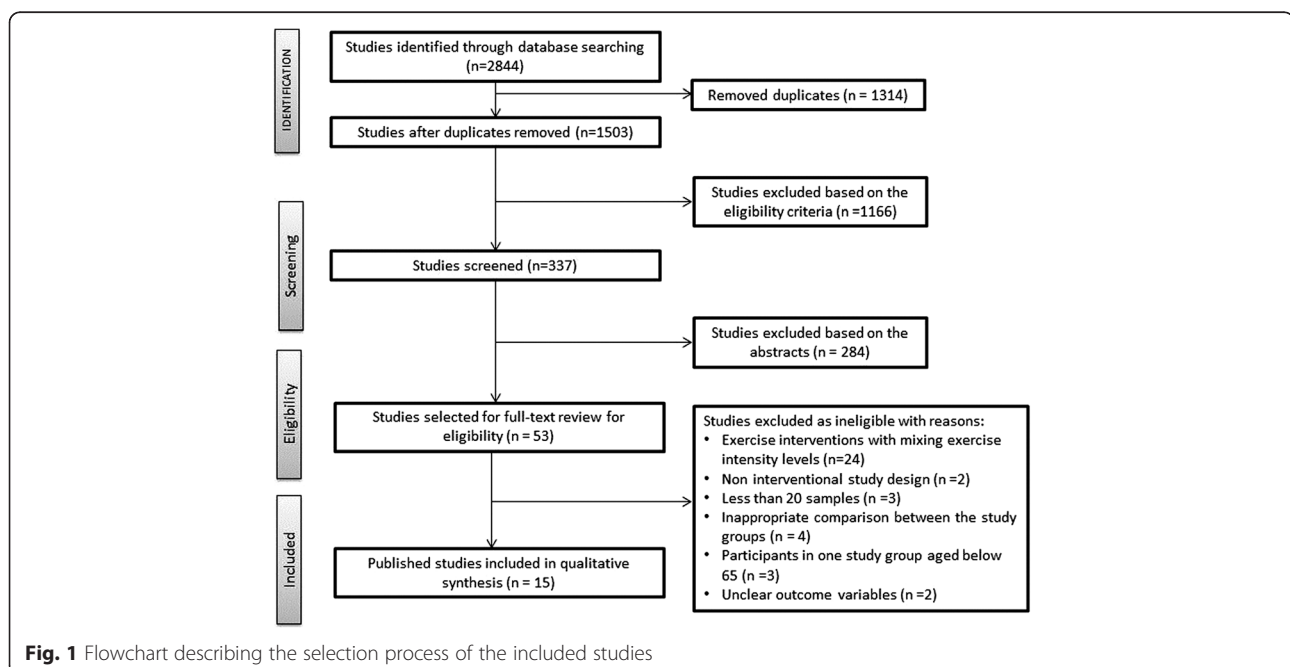 IDENTIFICATION
Studies identified through database searching
(n=2844)
Removed duplicates (n = 1314)
Studies after duplicates removed (n=1503)
Studies excluded based on the
eligibility criteria (n =1166)
Screening
Studies screened (n=337)
Studies excluded based on the
abstracts (n = 284)
Eligibility
Studies selected for full-text review for
eligibility (n = 53)
Studies excluded as ineligible with reasons:
• Exercise interventions with mixing exercise
intensity levels (n=24)
• Non interventional study design (n =2)
• Less than 20 samples (n =3)
• Inappropriate comparison between the study
groups (n = 4)
• Participants in one study group aged below
65 (n =3)
• Unclear outcome variables (n =2)
Included
Published studies included in qualitative
synthesis (n = 15)
Fig. 1 Flowchart describing the selection process of the included studies